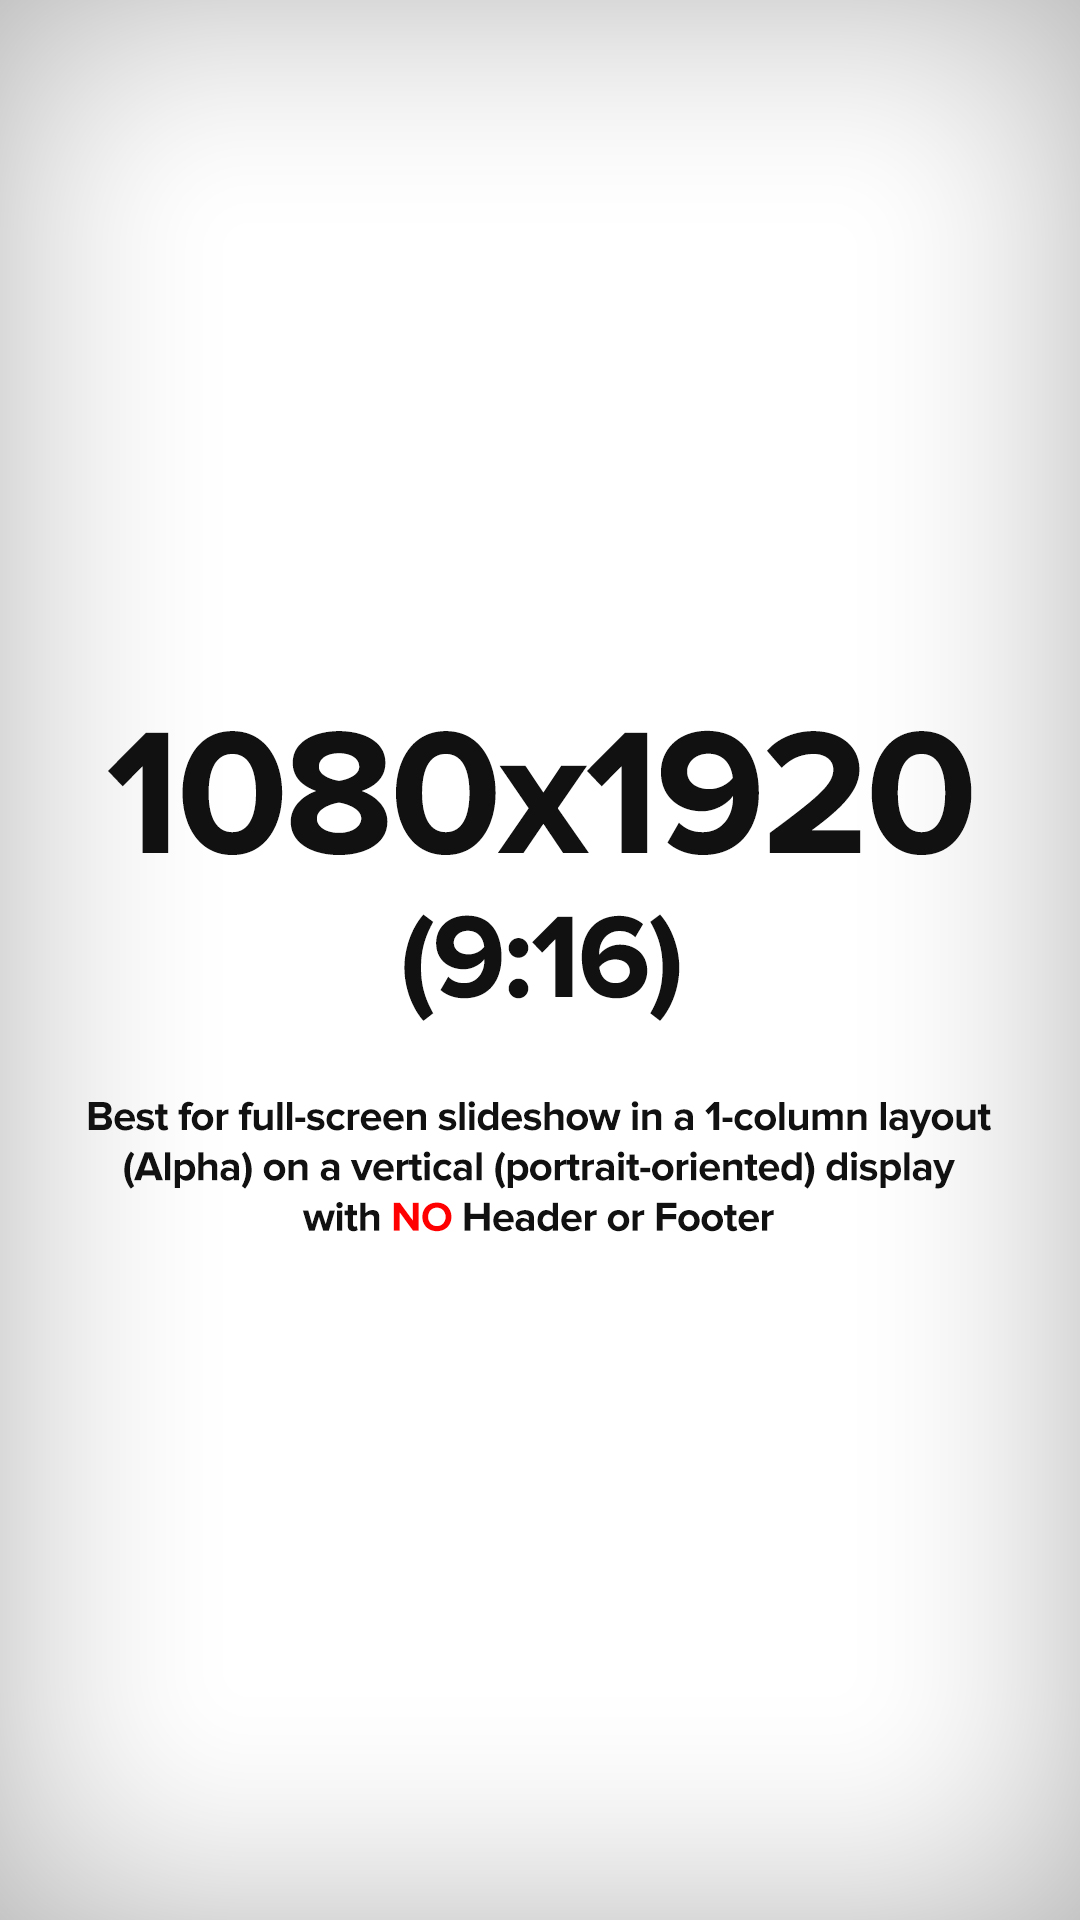 1080x1920
(9:16)
Best for full-screen slideshow in a 1-column layout
(Alpha) on a vertical (portrait-oriented) display
with NO Header or Footer